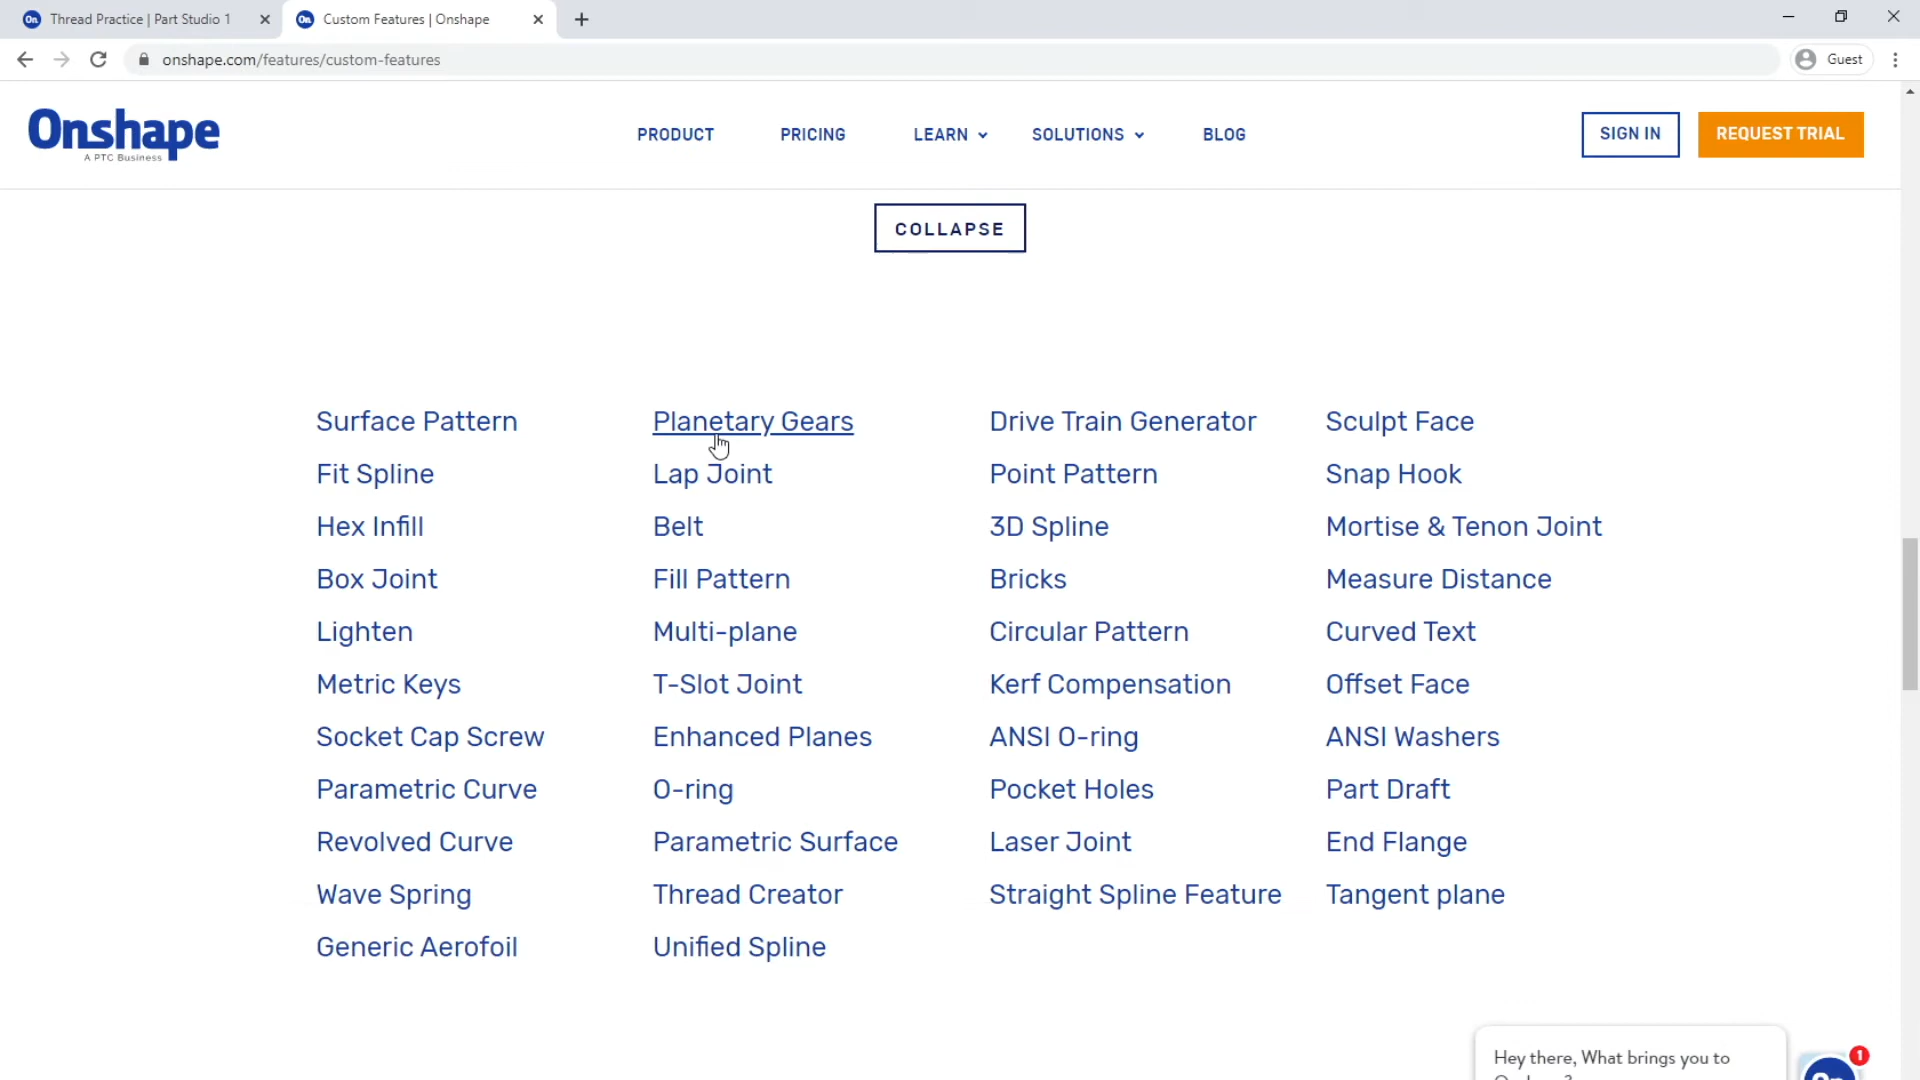 Thread Practice | Part Studio 1
Custom Features | Onshape
onshape.com/features/custom-features
Guest
Onshape
A PTC Business
PRODUCT
PRICING
LEARN
SOLUTIONS
BLOG
SIGN IN
REQUEST TRIAL
COLLAPSE
Surface Pattern
Planetary Gears
Drive Train Generator
Sculpt Face
Fit Spline
Lap Joint
Point Pattern
Snap Hook
Hex Infill
Belt
3D Spline
Mortise & Tenon Joint
Box Joint
Fill Pattern
Bricks
Measure Distance
Lighten
Multi-plane
Circular Pattern
Curved Text
Metric Keys
T-Slot Joint
Kerf Compensation
Offset Face
Socket Cap Screw
Enhanced Planes
ANSI O-ring
ANSI Washers
Parametric Curve
O-ring
Pocket Holes
Part Draft
Revolved Curve
Parametric Surface
Laser Joint
End Flange
Wave Spring
Thread Creator
Straight Spline Feature
Tangent plane
Generic Aerofoil
Unified Spline
Hey there, What brings you to
1